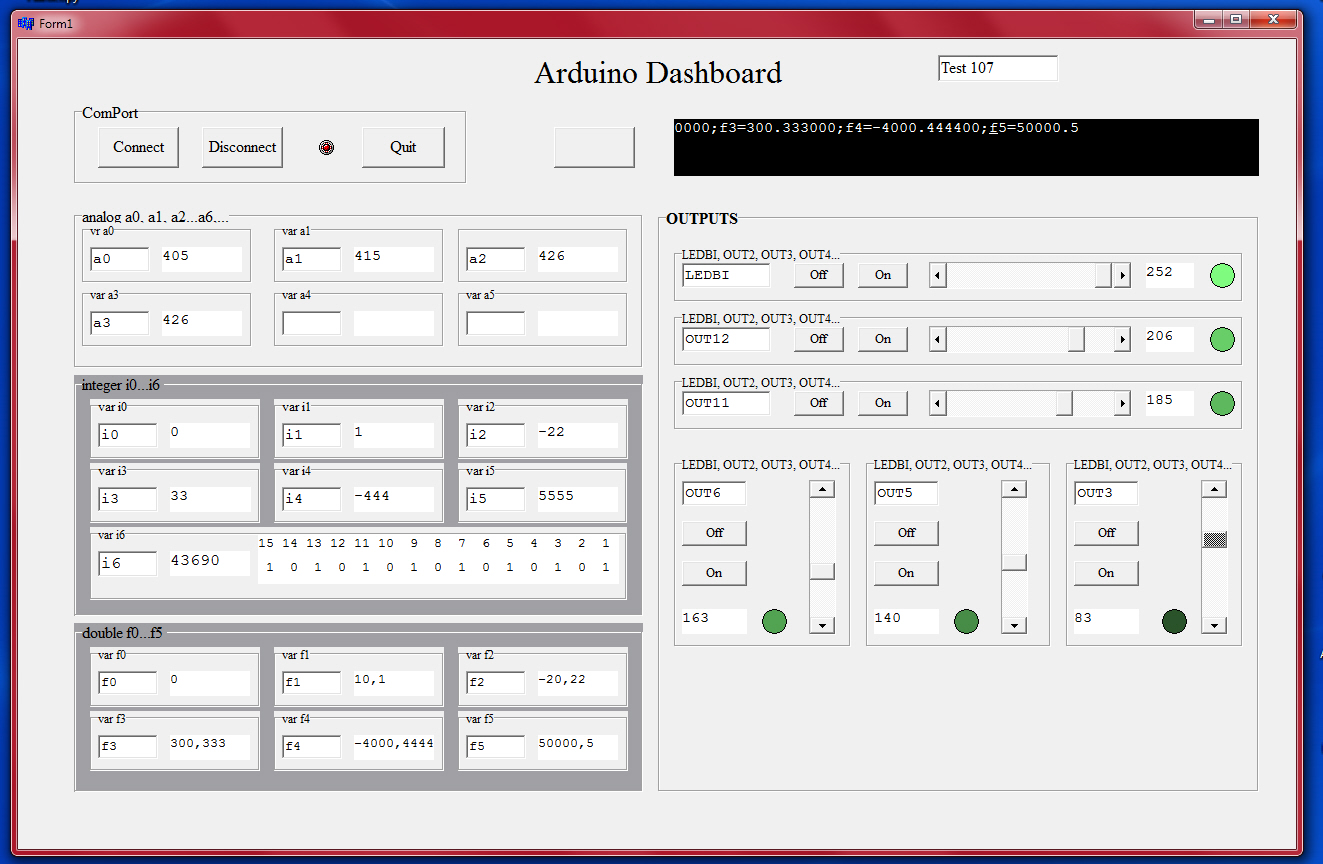 Form1
Arduino Dashboard
Test 107
ComPort
Connect Disconnect Quit
0000;f3=300.333000;f4=-4000.444400;f5=50000.5
analog a0, a1, a2...a6,...
vr a0 var a1
a0 405 a1 415 a2 426
var a3 var a4 var a5
a3 426
integer i0...i6
var i0 var i1 var i2
i0 0 i1 1 i2 -22
var i3 var i4 var i5
i3 33 i4 -444 i5 5555
var i6
i6 43690
15 14 13 12 11 10 9 8 7 6 5 4 3 2 1
1 0 1 0 1 0 1 0 1 0 1 0 1 0 1
double f0...f5
var f0 var f1 var f2
f0 0 f1 10,1 f2 -20,22
var f3 var f4 var f5
f3 300,333 f4 -4000,4444 f5 50000,5
OUTPUTS
LEDBI, OUT2, OUT3, OUT4...
LEDBI Off On 252
LEDBI, OUT2, OUT3, OUT4...
OUT12 Off On 206
LEDBI, OUT2, OUT3, OUT4...
OUT11 Off On 185
LEDBI, OUT2, OUT3, OUT4... LEDBI, OUT2, OUT3, OUT4... LEDBI, OUT2, OUT3, OUT4...
OUT6 OUT5 OUT3
Off Off Off
On On On
163 140 83